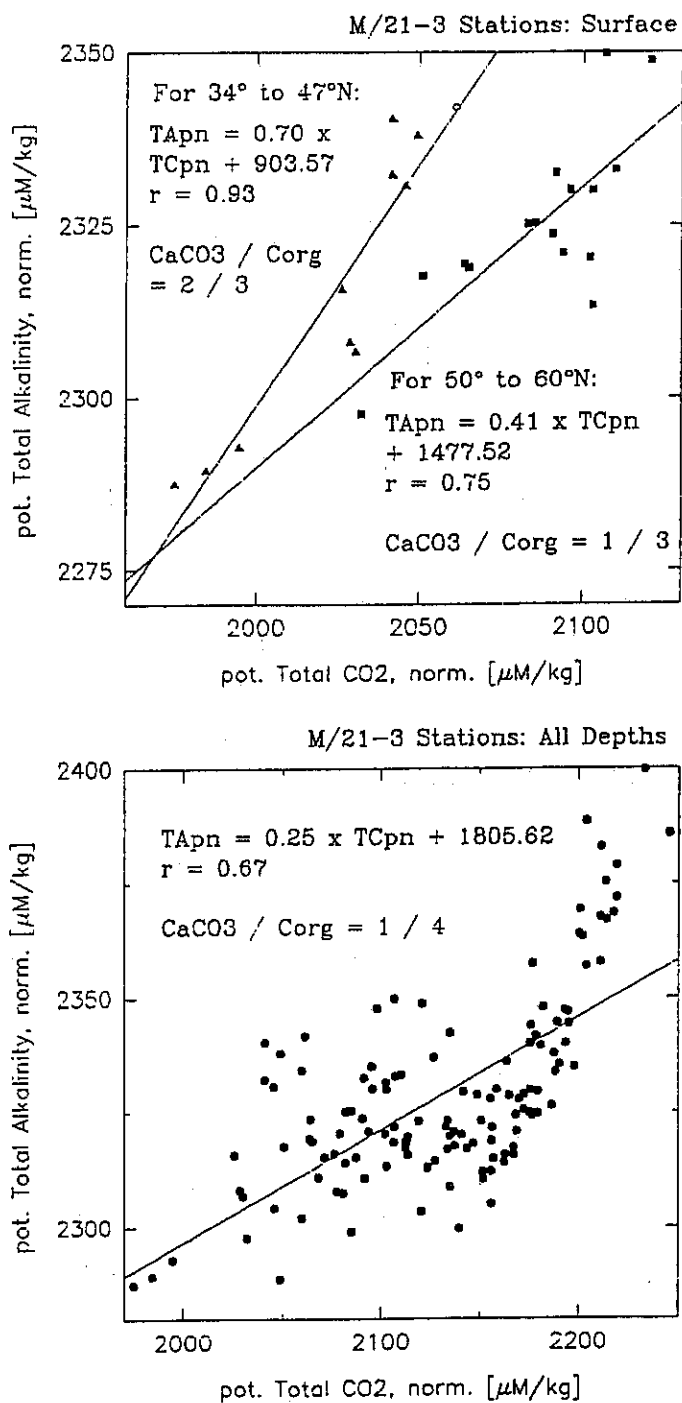 M/21-3 Stations: Surface
2350
2325
2300
2275
pot. Total Alkalinity, norm. [μM/kg]
For 34° to 47°N:
TApn = 0.70 x
TCpn + 903.57
r = 0.93
CaCO3 / Corg
= 2 / 3
For 50° to 60°N:
TApn = 0.41 x TCpn
+ 1477.52
r = 0.75
CaCO3 / Corg = 1 / 3
2000
2050
2100
pot. Total CO2, norm. [μM/kg]
M/21-3 Stations: All Depths
2400
2350
2300
pot. Total Alkalinity, norm. [μM/kg]
TApn = 0.25 x TCpn + 1805.62
r = 0.67
CaCO3 / Corg = 1 / 4
2000
2100
2200
pot. Total CO2, norm. [μM/kg]